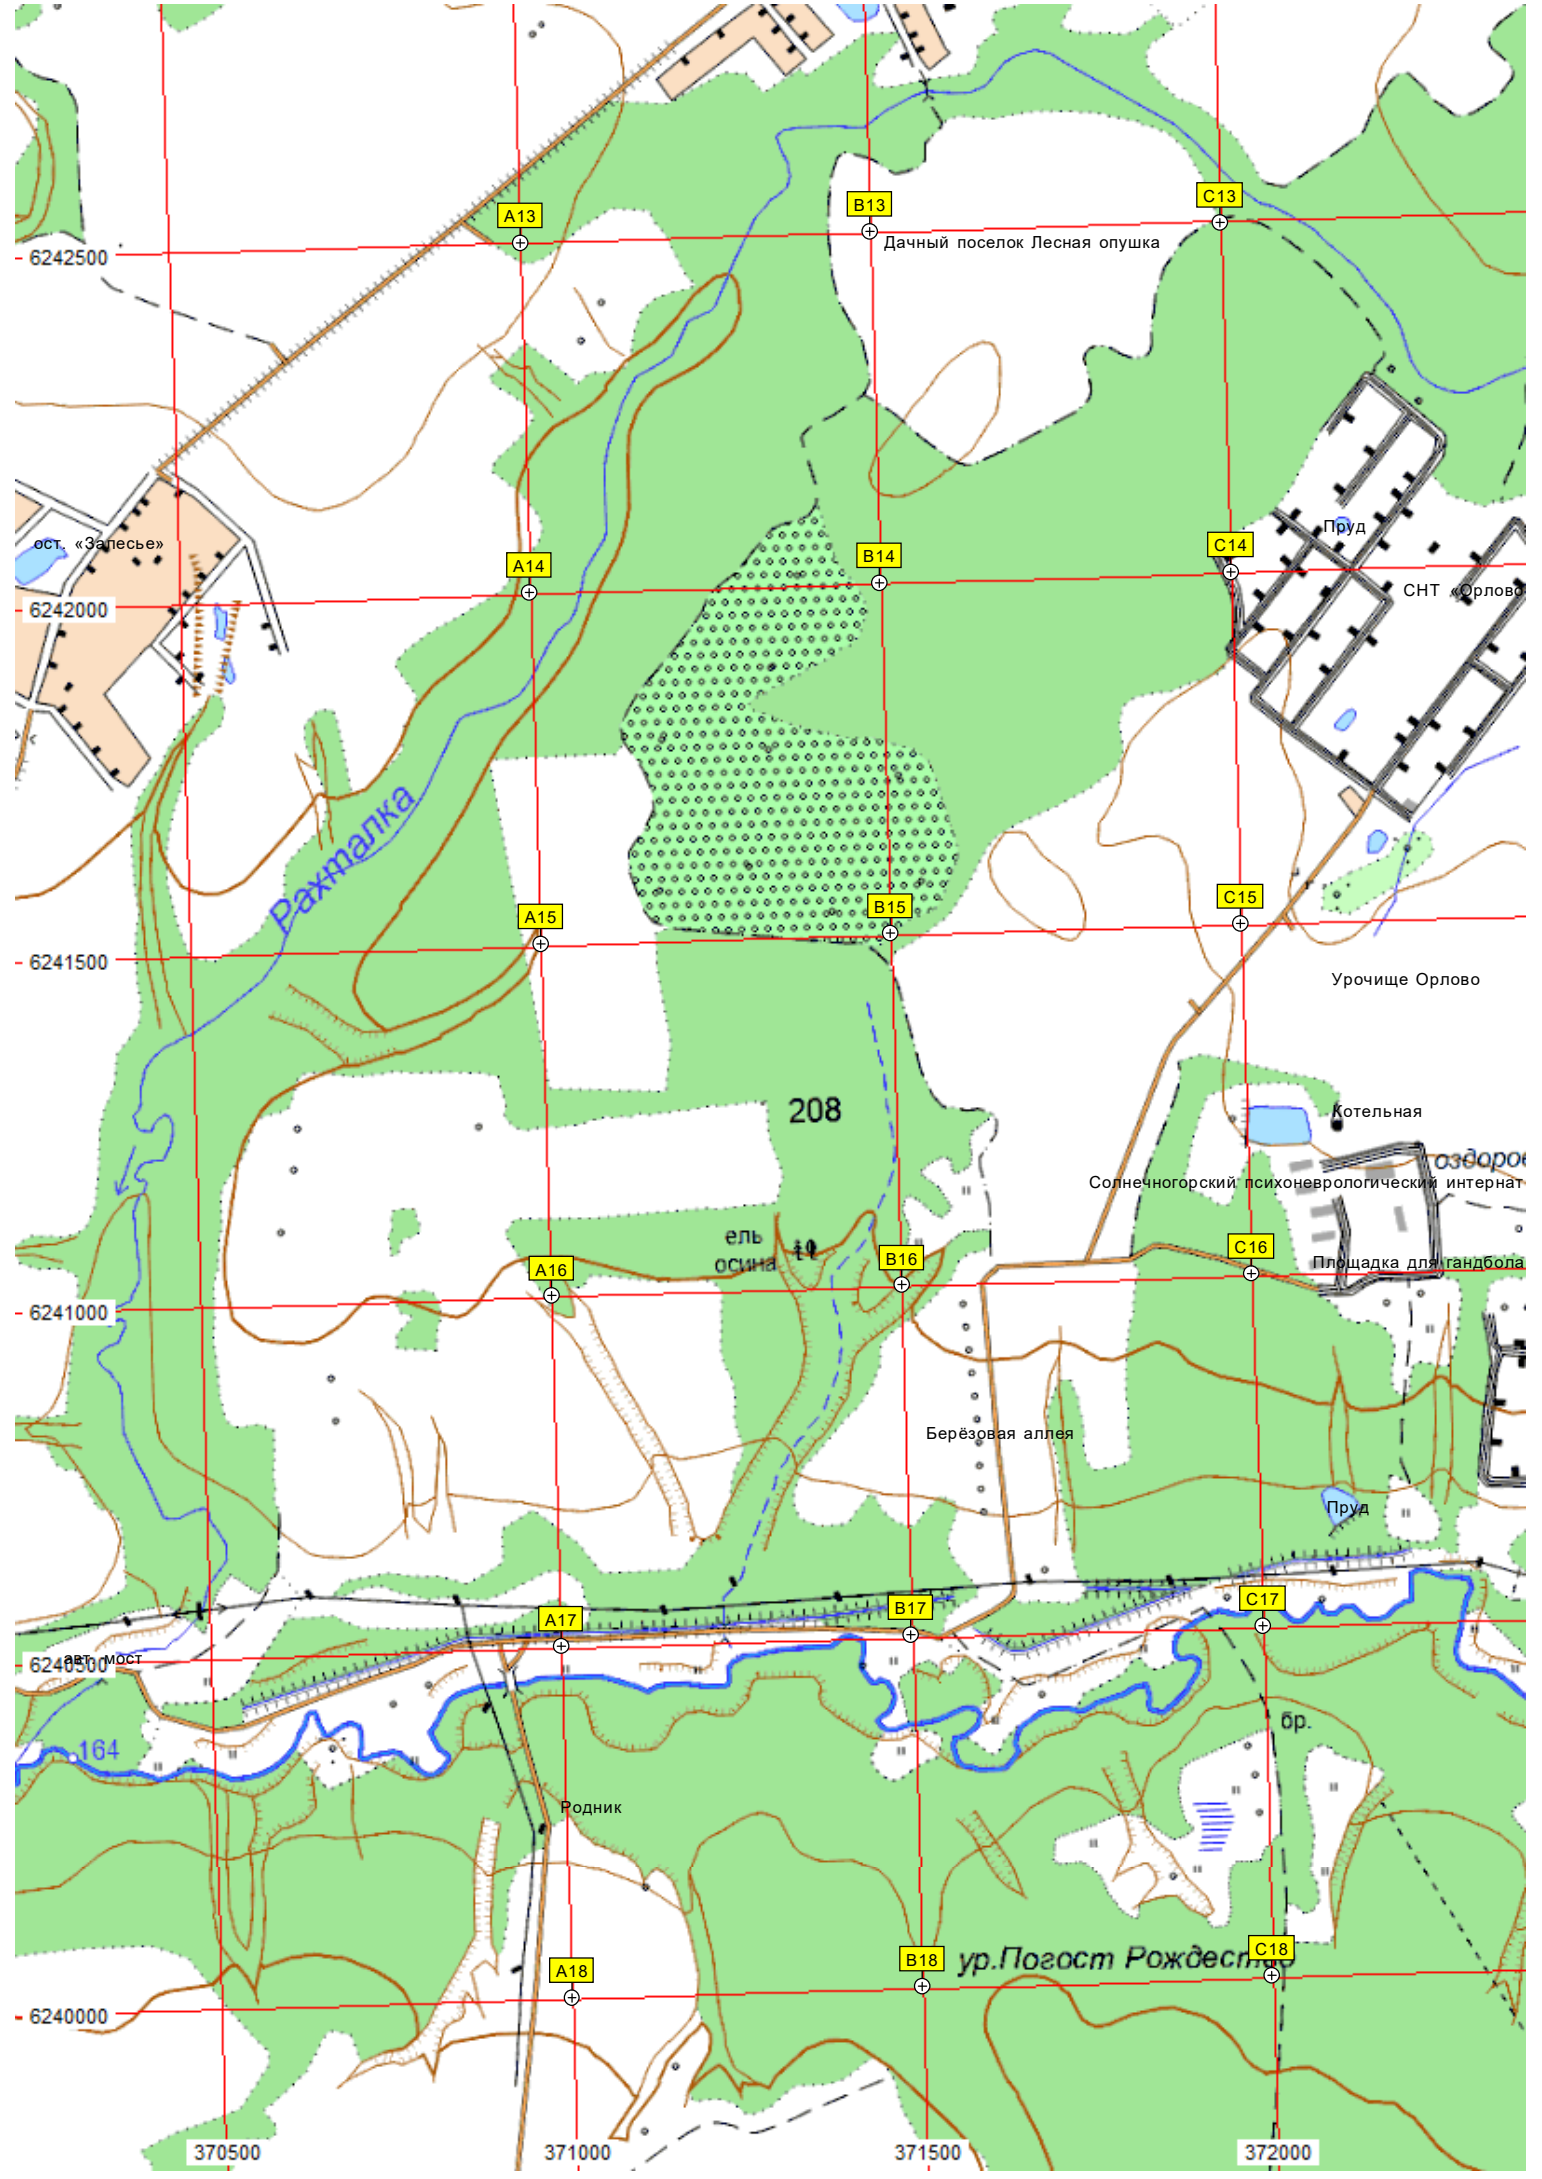 C13
B13
A13
Дачный поселок Лесная опушка
6242500
Пруд
ост. «Залесье»
C14
B14
A14
СНТ «Орлово
6242000
Рахталка
C15
B15
A15
6241500
Урочище Орлово
208
Котельная
оздоров
Солнечногорский психоневрологический интернат
ель
осина
C16
B16
A16
Площадка для гандбола
6241000
Берёзовая аллея
Пруд
C17
B17
A17
авт. мост
6240500
бр.
164
Родник
C18
B18
ур.Погост Рождество
A18
6240000
370500
371000
371500
372000